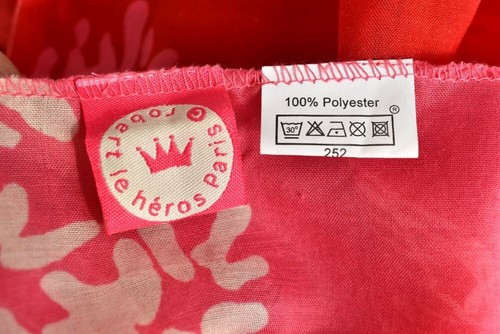 © robert le héros Paris
100% Polyester
®
30°
252